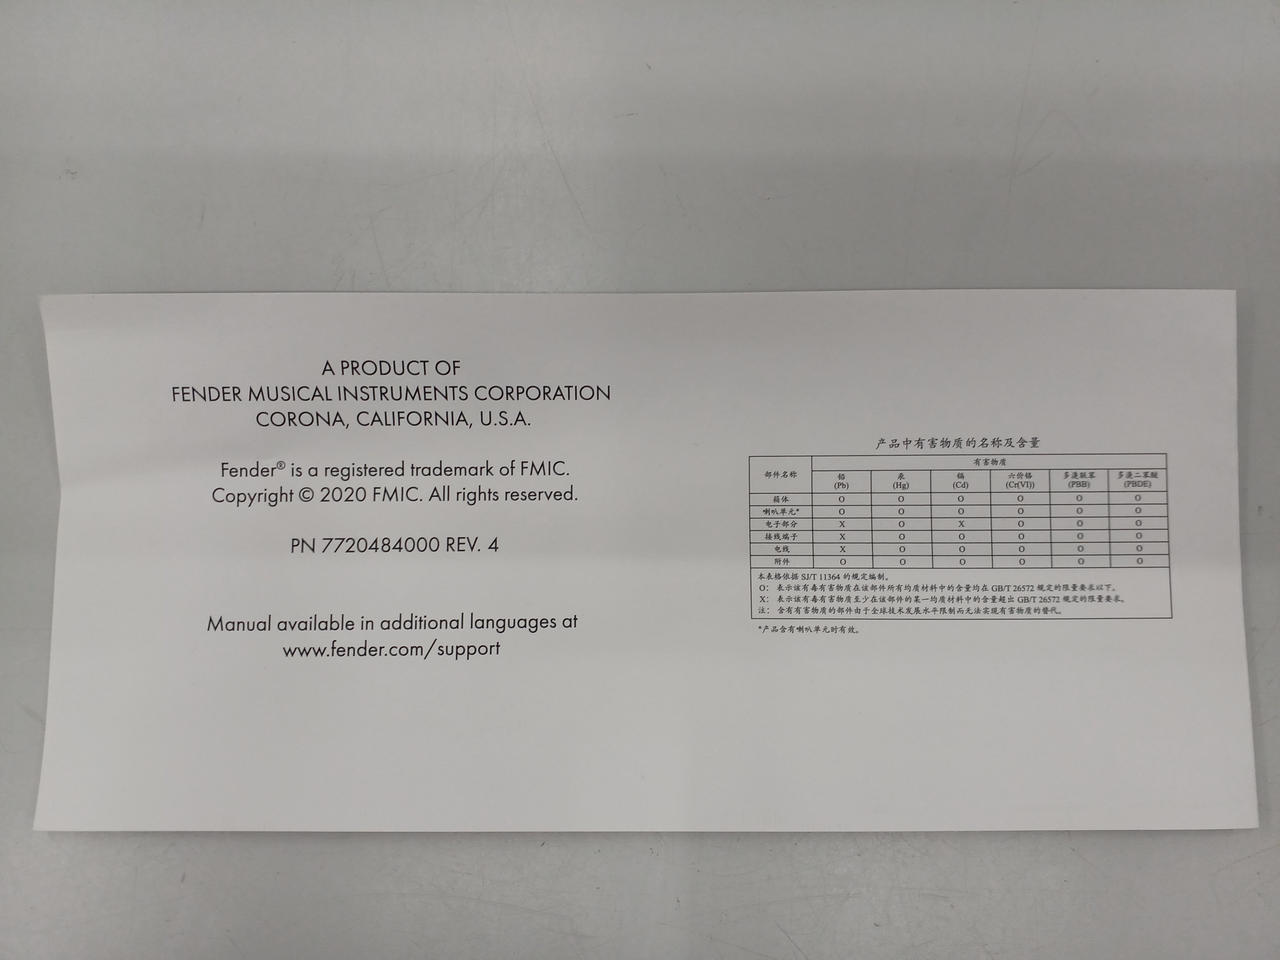 A PRODUCT OF
FENDER MUSICAL INSTRUMENTS CORPORATION
CORONA, CALIFORNIA, U.S.A.
Fender® is a registered trademark of FMIC.
Copyright © 2020 FMIC. All rights reserved.
PN 7720484000 REV. 4
Manual available in additional languages at
www.fender.com/support
产品中有害物质的名称及含量
部件名称 有害物质
铅 汞 镉 六价铬 多溴联苯 多溴二苯醚
(Pb) (Hg) (Cd) (Cr(VI)) (PBB) (PBDE)
箱体 O O O O O O
喇叭单元* O O O O O O
电子部分 X O X O O O
接线端子 X O O O O O
电线 X O O O O O
附件 O O O O O O
本表格依据 SJ/T 11364 的规定编制。
O: 表示该有毒有害物质在该部件所有均质材料中的含量均在 GB/T 26572 规定的限量要求以下。
X: 表示该有毒有害物质至少在该部件的某一均质材料中的含量超出 GB/T 26572 规定的限量要求。
注: 含有有害物质的部件由于全球技术发展水平限制而无法实现有害物质的替代。
*产品含有喇叭单元时有效。